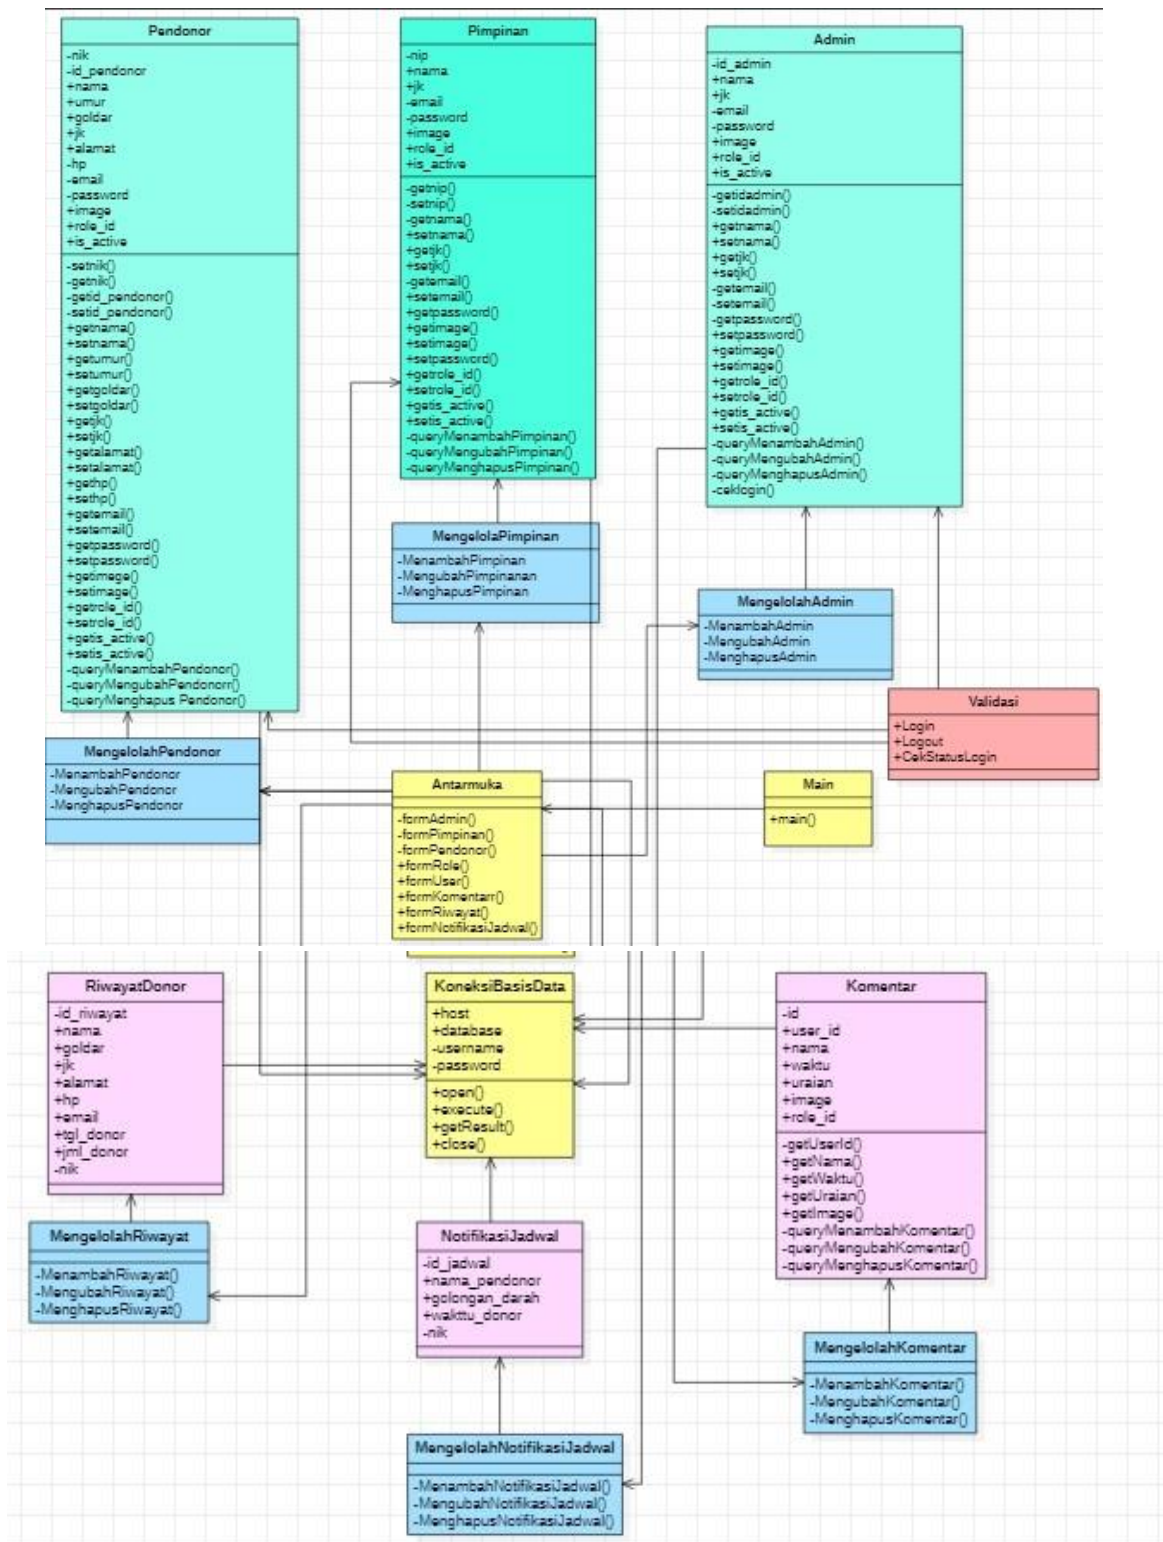 Pendonor
-nik
-id_pendonor
+nama
+umur
+goldar
+jk
+alamat
-hp
-email
-password
+image
+role_id
+is_active
-setnik()
-getnik()
-getid_pendonor()
-setid_pendonor()
+getnama()
+setnama()
+getumur()
+setumur()
+getgoldar()
+setgoldar()
+getjk()
+setjk()
+getalamat()
+setalamat()
+gethp()
+sethp()
+getemail()
+setemail()
+getpassword()
+setpassword()
+getimege()
+setimage()
+getrole_id()
+setrole_id()
+getis_active()
+setis_active()
-queryMenambahPendonor()
-queryMengubahPendonorr()
-queryMenghapus Pendonor()
Pimpinan
-nip
+nama
+jk
-email
-password
+image
+role_id
+is_active
-getnip()
-setnip()
-getnama()
+setnama()
+getjk()
+setjk()
-getemail()
+setemail()
+getpassword()
+getimage()
+setimage()
+setpassword()
+getrole_id()
+setrole_id()
+getis_active()
+setis_active()
-queryMenambahPimpinan()
-queryMengubahPimpinan()
-queryMenghapusPimpinan()
Admin
-id_admin
+nama
+jk
-email
-password
+image
+role_id
+is_active
-getidadmin()
-setidadmin()
+getnama()
+setnama()
+getjk()
+setjk()
-getemail()
-setemail()
-getpassword()
+setpassword()
+getimage()
+setimage()
+getrole_id()
+setrole_id()
+getis_active()
+setis_active()
-queryMenambahAdmin()
-queryMengubahAdmin()
-queryMenghapusAdmin()
-ceklogin()
MengelolaPimpinan
-MenambahPimpinan
-MengubahPimpinanan
-MenghapusPimpinan
MengelolahAdmin
-MenambahAdmin
-MengubahAdmin
-MenghapusAdmin
Validasi
+Login
+Logout
+CekStatusLogin
MengelolahPendonor
-MenambahPendonor
-MengubahPendonor
-MenghapusPendonor
Antarmuka
-formAdmin()
-formPimpinan()
-formPendonor()
+formRole()
+formUser()
+formKomentarr()
+formRiwayat()
+formNotifikasiJadwal()
Main
+main()
RiwayatDonor
-id_riwayat
+nama
+goldar
+jk
+alamat
+hp
+email
+tgl_donor
+jml_donor
-nik
KoneksiBasisData
+host
+database
-username
-password
+open()
+execute()
+getResult()
+close()
Komentar
-id
+user_id
+nama
+waktu
+uraian
+image
+role_id
-getUserId()
+getNama()
+getWaktu()
+getUraian()
+getImage()
-queryMenambahKomentar()
-queryMengubahKomentar()
-queryMenghapusKomentar()
MengelolahRiwayat
-MenambahRiwayat()
-MengubahRiwayat()
-MenghapusRiwayat()
NotifikasiJadwal
-id_jadwal
+nama_pendonor
+golongan_darah
+wakttu_donor
-nik
MengelolahKomentar
-MenambahKomentar()
-MengubahKomentar()
-MenghapusKomentar()
MengelolahNotifikasiJadwal
-MenambahNotifikasiJadwal()
-MengubahNotifikasiJadwal()
-MenghapusNotifikasiJadwal()